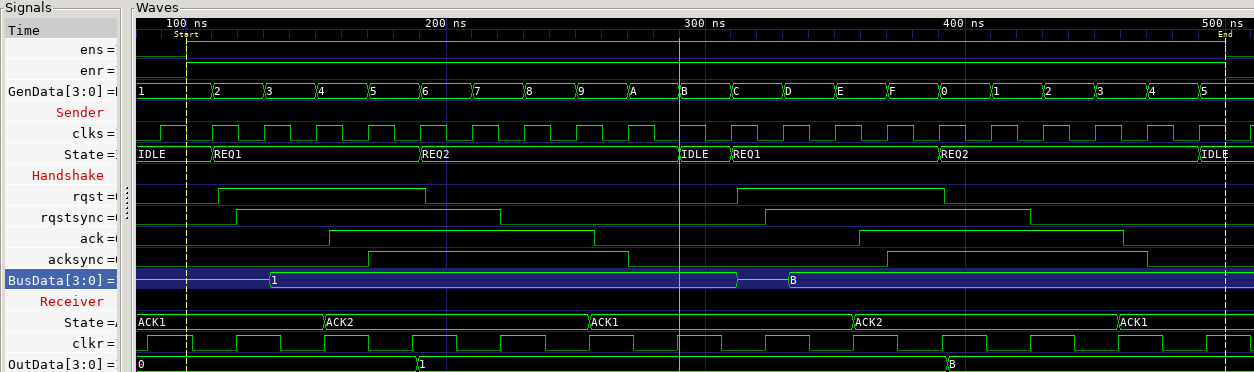 Signals Waves
Time 100 ns 200 ns 300 ns 400 ns 500 ns
Start End
ens =
enr =
GenData[3:0] = 1 2 3 4 5 6 7 8 9 A B C D E F 0 1 2 3 4 5
Sender
clks =
State = IDLE REQ1 REQ2 IDLE REQ1 REQ2 IDLE
Handshake
rqst =
rqstsync =
ack =
acksync =
BusData[3:0] = 1 B
Receiver
State = ACK1 ACK2 ACK1 ACK2 ACK1
clkr =
OutData[3:0] = 0 1 B